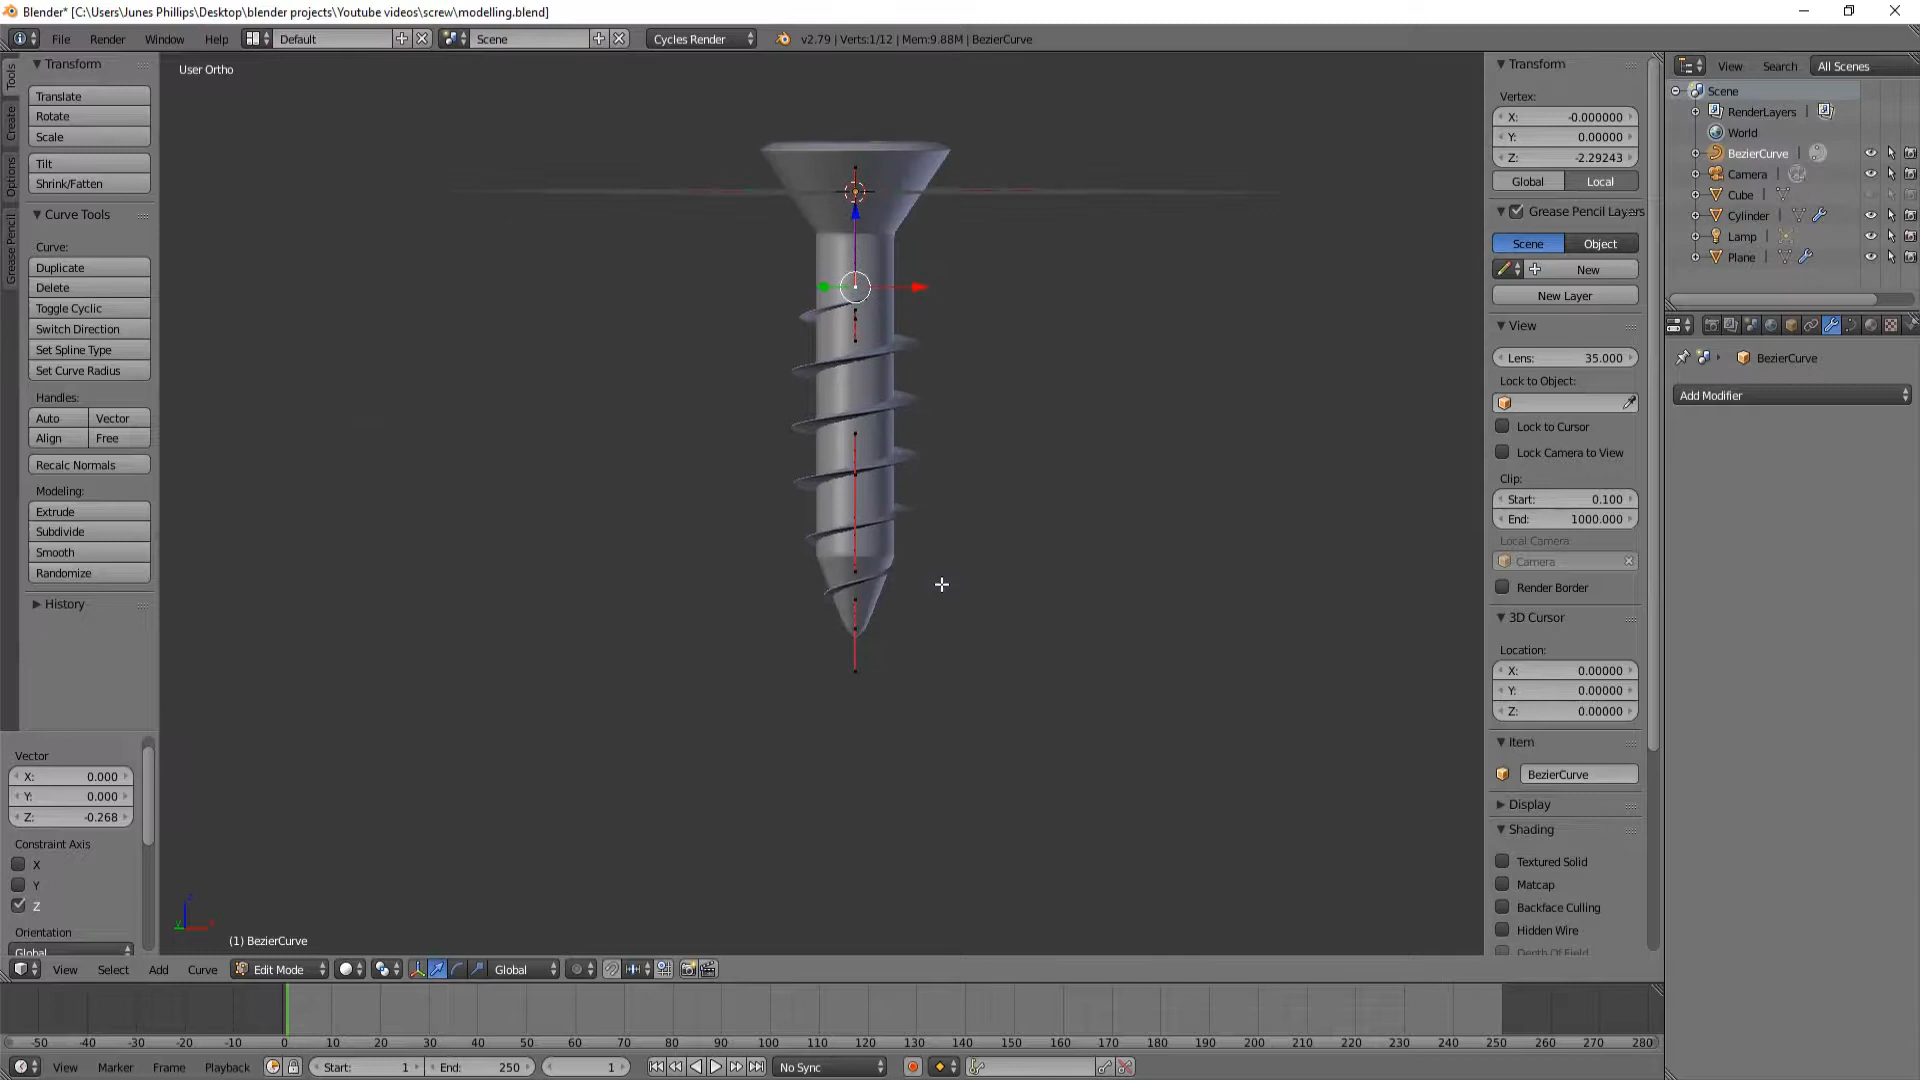 Blender* [C:\Users\Junes Phillips\Desktop\blender projects\Youtube videos\screw\modelling.blend]
File Render Window Help Default Scene Cycles Render v2.79 | Verts:1/12 | Mem:9.88M | BezierCurve
Tools
Create
Options
Grease Pencil
Transform
Translate
Rotate
Scale
Tilt
Shrink/Fatten
Curve Tools
Curve:
Duplicate
Delete
Toggle Cyclic
Switch Direction
Set Spline Type
Set Curve Radius
Handles:
Auto Vector
Align Free
Recalc Normals
Modeling:
Extrude
Subdivide
Smooth
Randomize
History
Vector
X: 0.000
Y: 0.000
Z: -0.268
Constraint Axis
X
Y
Z
Orientation
Global
User Ortho
(1) BezierCurve
View Select Add Curve Edit Mode Global
Transform
Vertex:
X: -0.000000
Y: 0.00000
Z: -2.29243
Global Local
Grease Pencil Layers
Scene Object
New
New Layer
View
Lens: 35.000
Lock to Object:
Lock to Cursor
Lock Camera to View
Clip:
Start: 0.100
End: 1000.000
Local Camera:
Camera
Render Border
3D Cursor
Location:
X: 0.00000
Y: 0.00000
Z: 0.00000
Item
BezierCurve
Display
Shading
Textured Solid
Matcap
Backface Culling
Hidden Wire
Depth Of Field
View Search All Scenes
Scene
RenderLayers |
World
BezierCurve |
Camera |
Cube |
Cylinder |
Lamp |
Plane |
BezierCurve
Add Modifier
-50 -40 -30 -20 -10 0 10 20 30 40 50 60 70 80 90 100 110 120 130 140 150 160 170 180 190 200 210 220 230 240 250 260 270 280
View Marker Frame Playback Start: 1 End: 250 1 No Sync